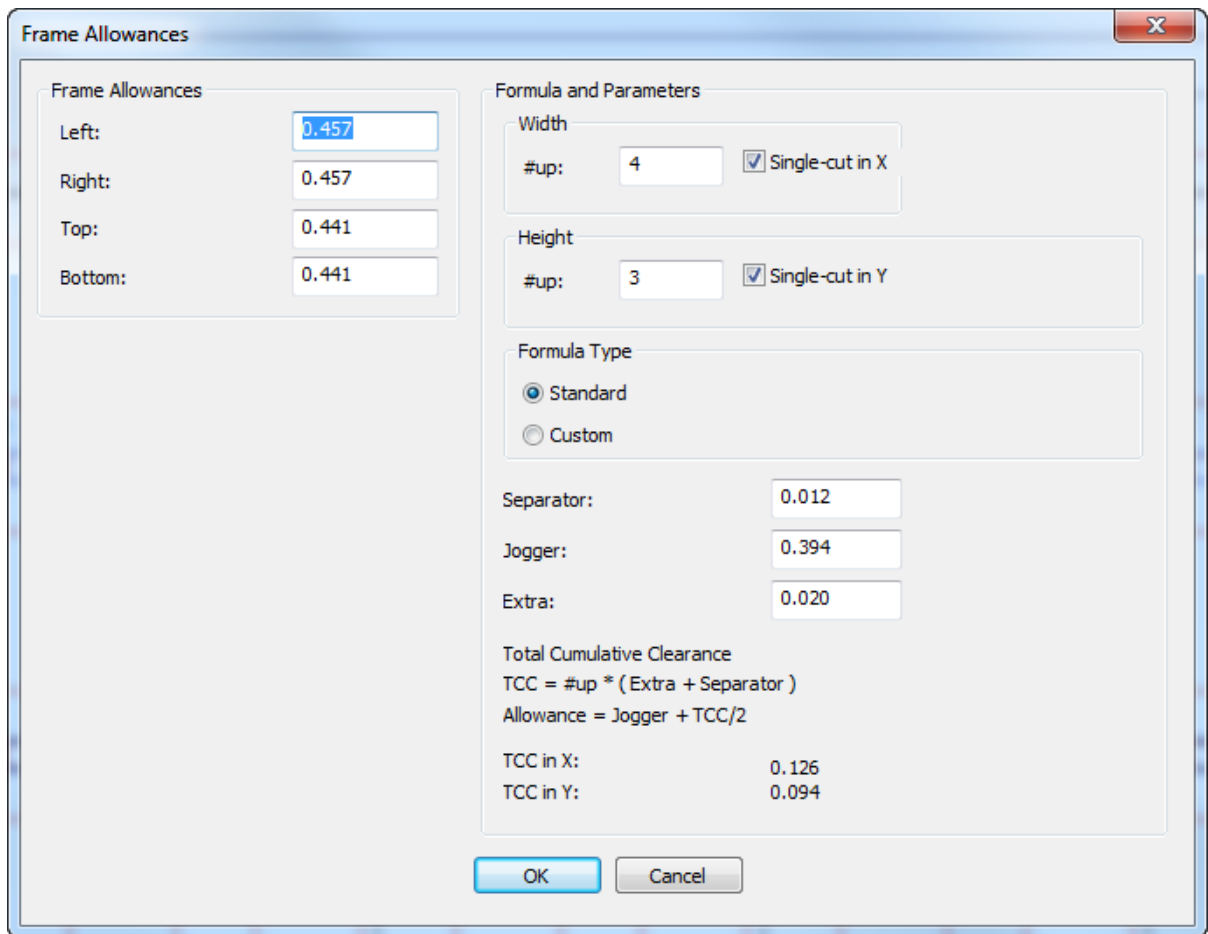 Frame Allowances
Frame Allowances
Left: 0.457
Right: 0.457
Top: 0.441
Bottom: 0.441
Formula and Parameters
Width
#up: 4 Single-cut in X
Height
#up: 3 Single-cut in Y
Formula Type
Standard
Custom
Separator: 0.012
Jogger: 0.394
Extra: 0.020
Total Cumulative Clearance
TCC = #up * ( Extra + Separator )
Allowance = Jogger + TCC/2
TCC in X: 0.126
TCC in Y: 0.094
OK Cancel